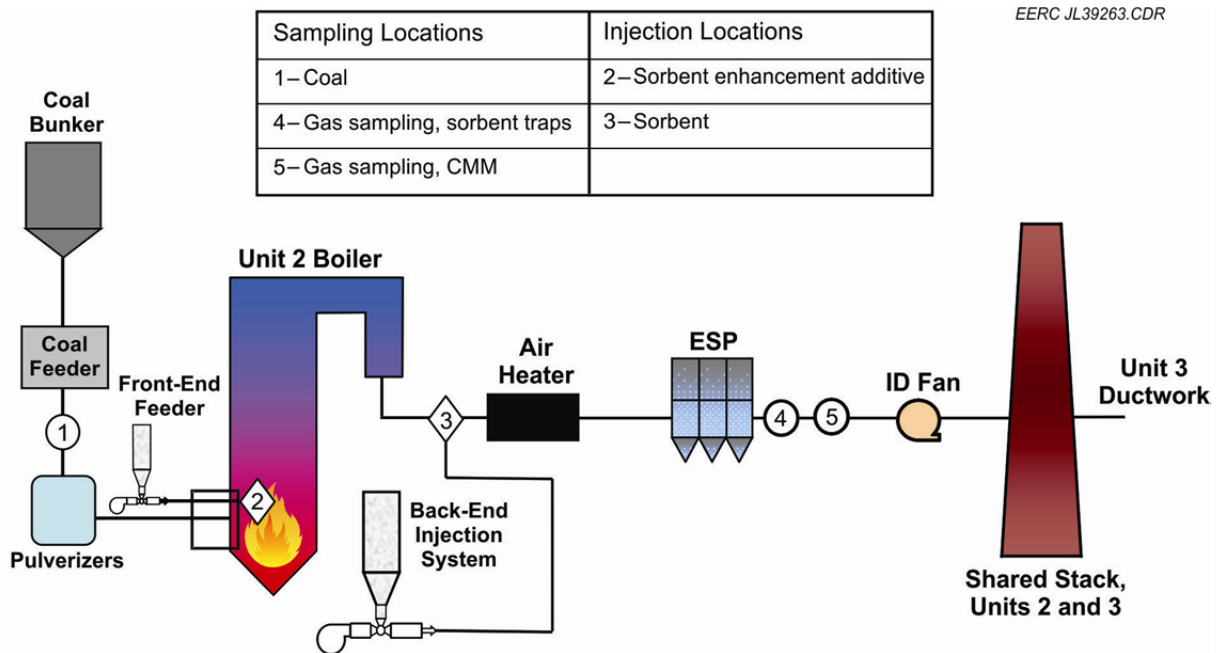 EERC JL39263.CDR
Sampling Locations
Injection Locations
1–Coal
2–Sorbent enhancement additive
4–Gas sampling, sorbent traps
3–Sorbent
5–Gas sampling, CMM
Coal
Bunker
Unit 2 Boiler
Coal
Feeder
Front-End
Feeder
1
2
Pulverizers
3
Back-End
Injection
System
Air
Heater
ESP
4
5
ID Fan
Unit 3
Ductwork
Shared Stack,
Units 2 and 3